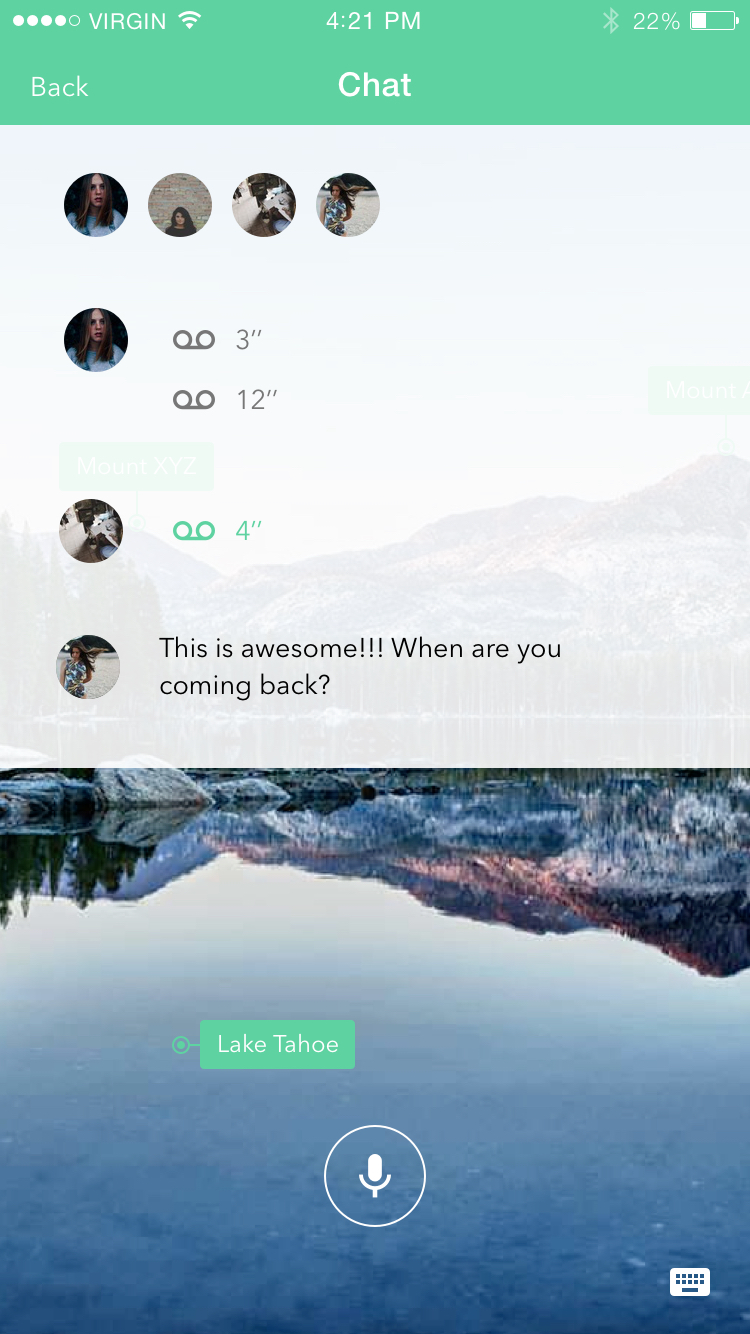 VIRGIN
4:21 PM
22%
Back
Chat
3’’
12’’
Mount A
Mount XYZ
4’’
This is awesome!!! When are you
coming back?
Lake Tahoe